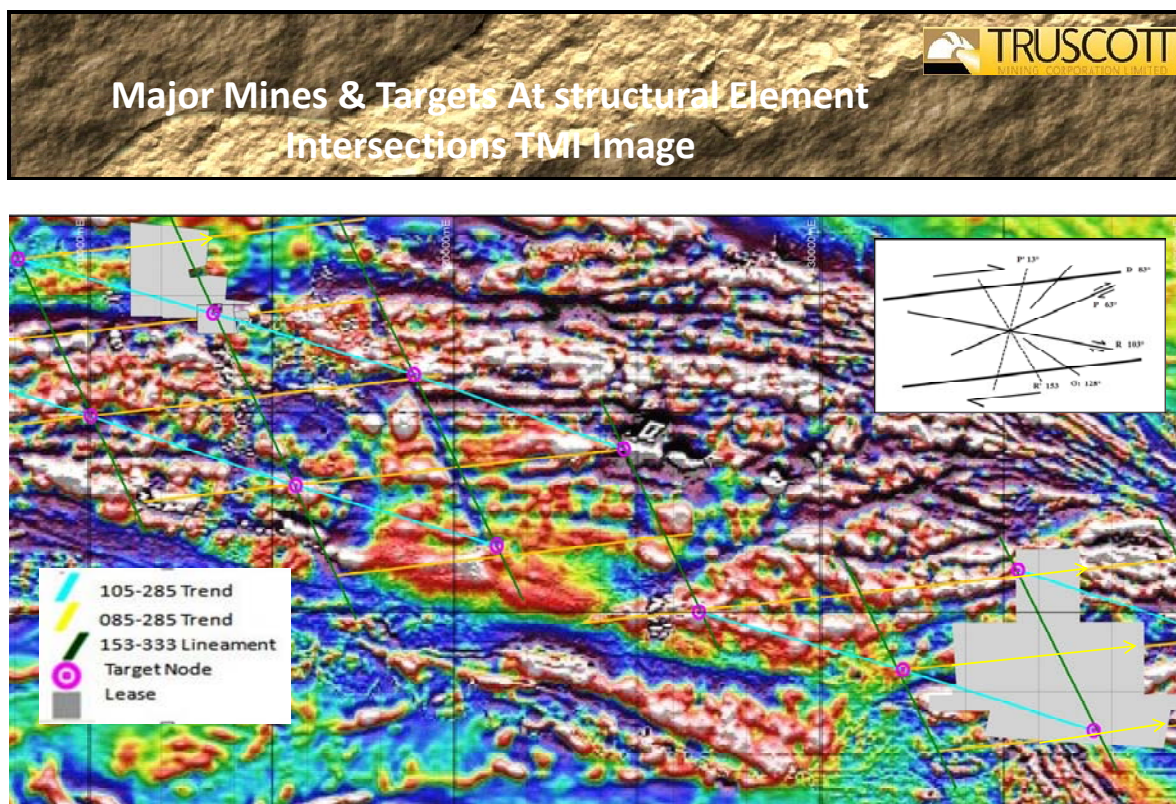 TRUSCOTT
MINING CORPORATION LIMITED
Major Mines & Targets At structural Element
Intersections TMI Image
P' 13°
D 83°
P 63°
R 103°
R' 153
G: 128°
105-285 Trend
085-285 Trend
153-333 Lineament
Target Node
Lease